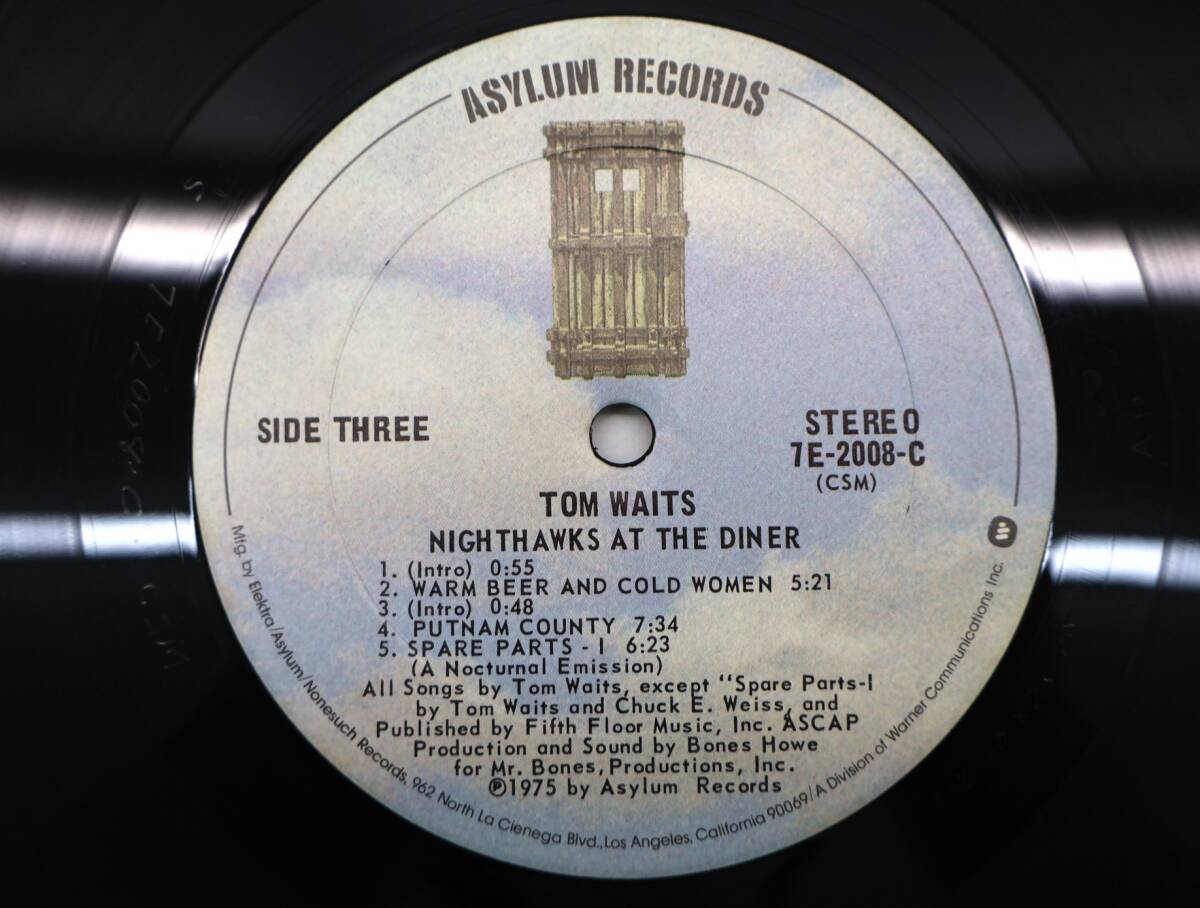 ASYLUM RECORDS
SIDE THREE
STEREO
7E-2008-C
(CSM)
TOM WAITS
NIGHTHAWKS AT THE DINER
1. (Intro) 0:55
2. WARM BEER AND COLD WOMEN 5:21
3. (Intro) 0:48
4. PUTNAM COUNTY 7:34
5. SPARE PARTS - I 6:23
(A Nocturnal Emission)
All Songs by Tom Waits, except "Spare Parts-I
by Tom Waits and Chuck E. Weiss, and
Published by Fifth Floor Music, Inc. ASCAP
Production and Sound by Bones Howe
for Mr. Bones, Productions, Inc.
℗1975 by Asylum Records
Mfg. by Elektra/Asylum/Nonesuch Records, 962 North La Cienega Blvd., Los Angeles, California 90069/A Division of Warner Communications Inc.